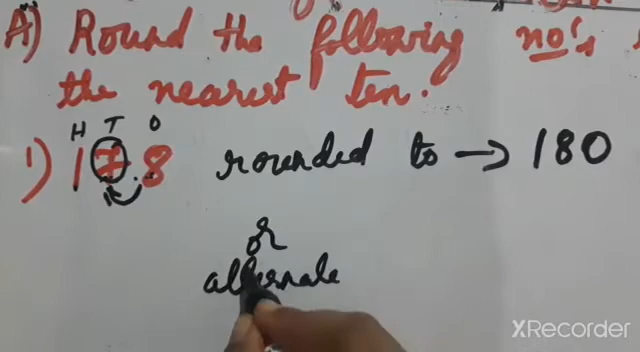 A) Round the following no's
the nearest Ten.
H T O
1) 178 rounded to → 180
or
alternate
XRecorder